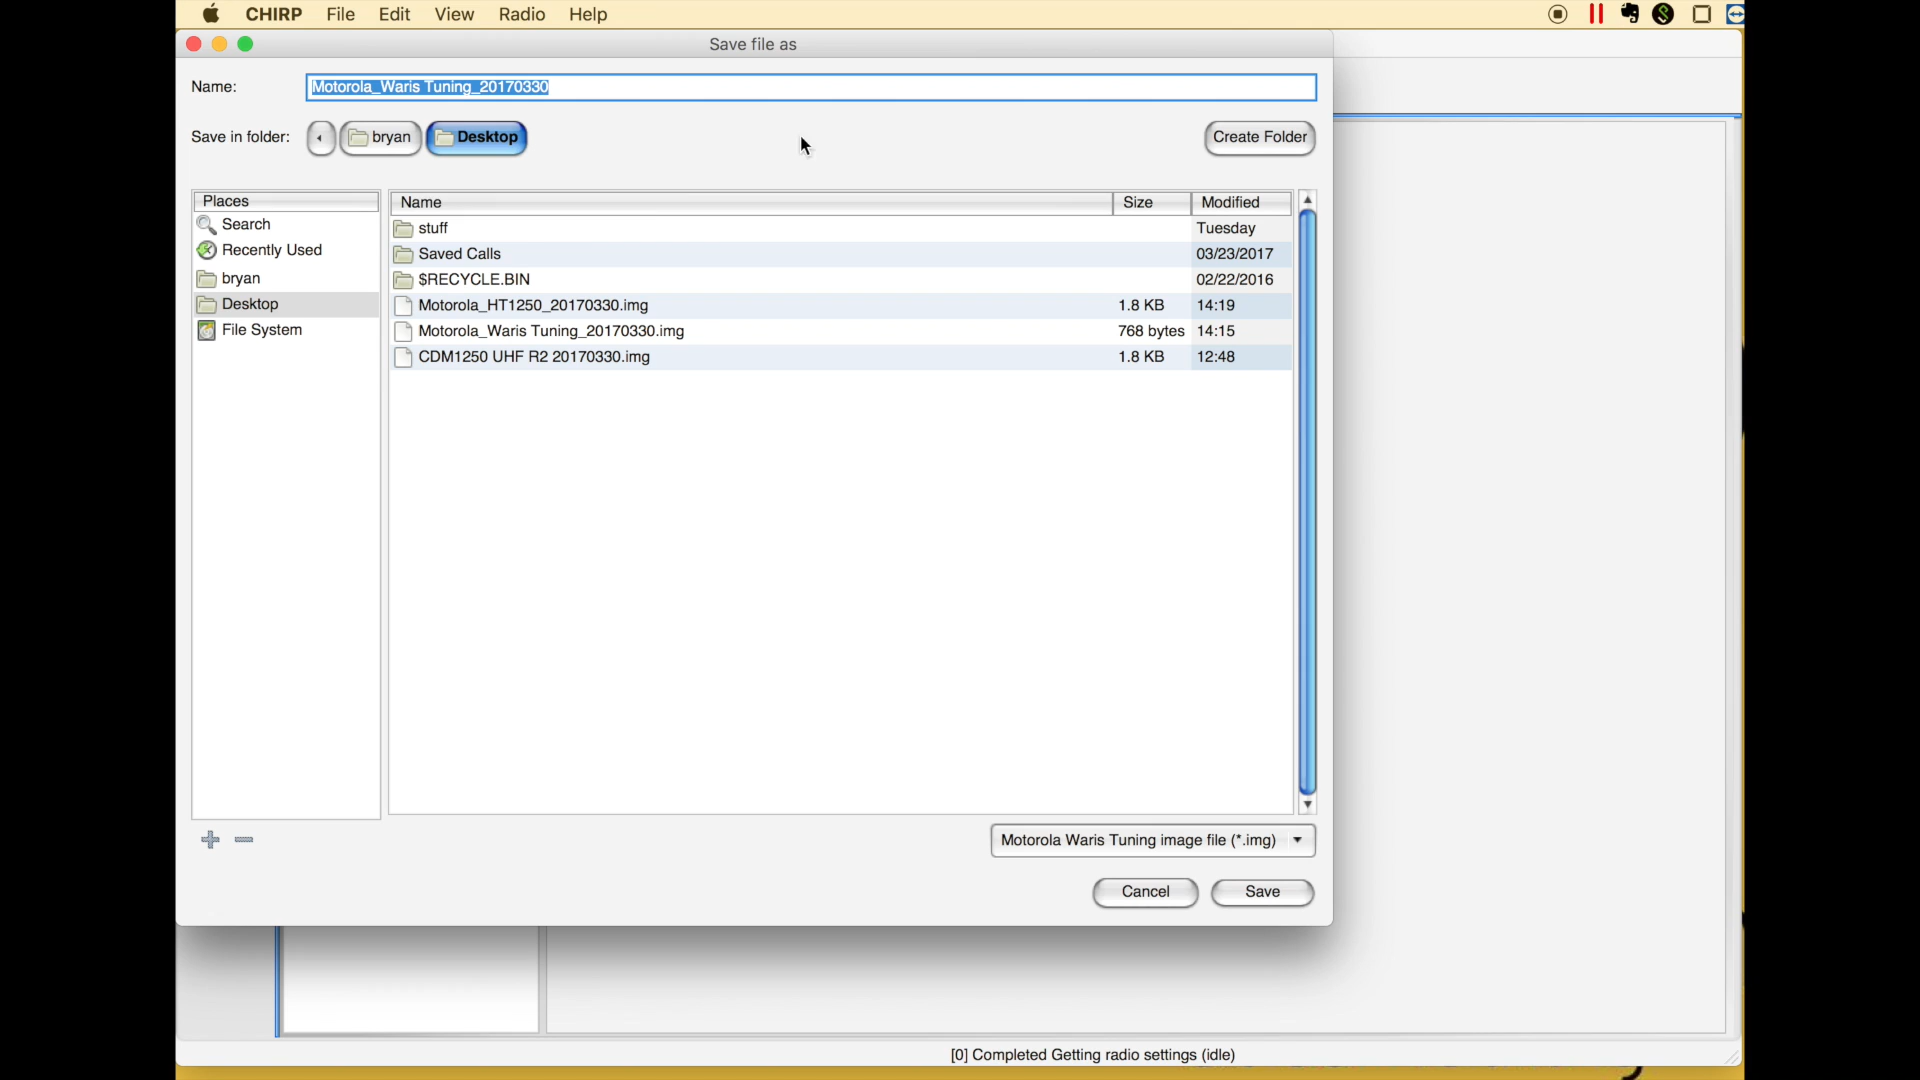 CHIRP File Edit View Radio Help
Save file as
Name: Motorola_Waris Tuning_20170330
Save in folder: bryan Desktop Create Folder
Places
Search
Recently Used
bryan
Desktop
File System
Name Size Modified
stuff Tuesday
Saved Calls 03/23/2017
$RECYCLE.BIN 02/22/2016
Motorola_HT1250_20170330.img 1.8 KB 14:19
Motorola_Waris Tuning_20170330.img 768 bytes 14:15
CDM1250 UHF R2 20170330.img 1.8 KB 12:48
Motorola Waris Tuning image file (*.img)
Cancel Save
[0] Completed Getting radio settings (idle)